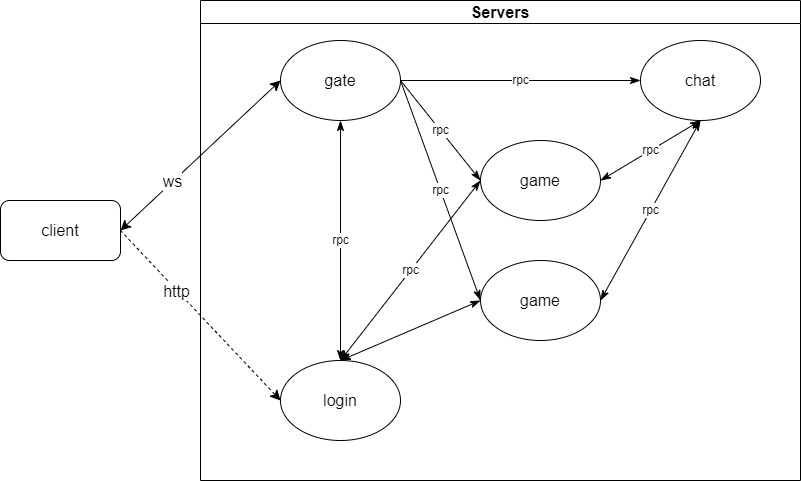 Servers
gate
rpc
chat
rpc
rpc
game
ws
rpc
rpc
client
rpc
rpc
http
game
login